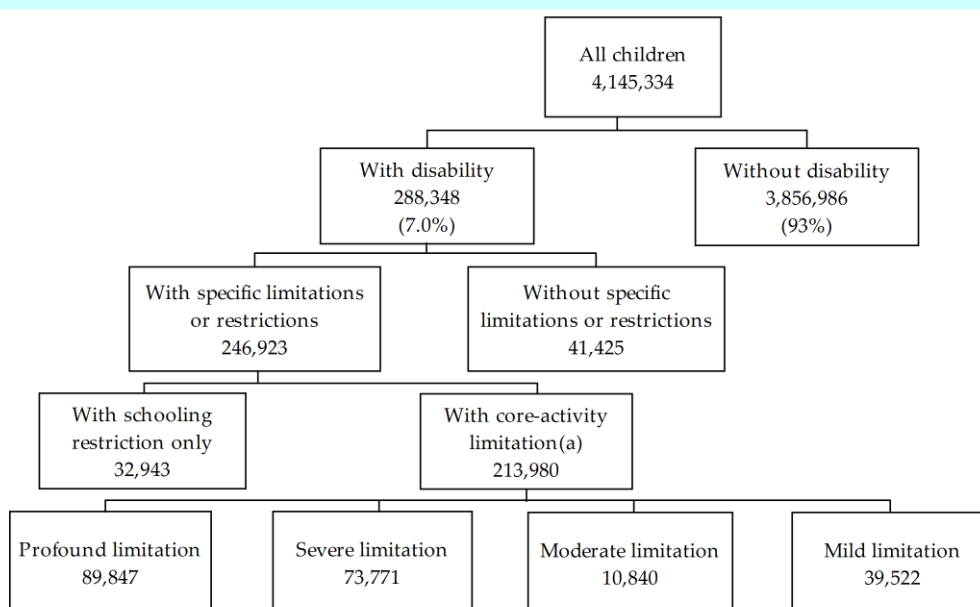 All children
4,145,334
With disability
288,348
(7.0%)
Without disability
3,856,986
(93%)
With specific limitations
or restrictions
246,923
Without specific
limitations or restrictions
41,425
With schooling
restriction only
32,943
With core-activity
limitation(a)
213,980
Profound limitation
89,847
Severe limitation
73,771
Moderate limitation
10,840
Mild limitation
39,522